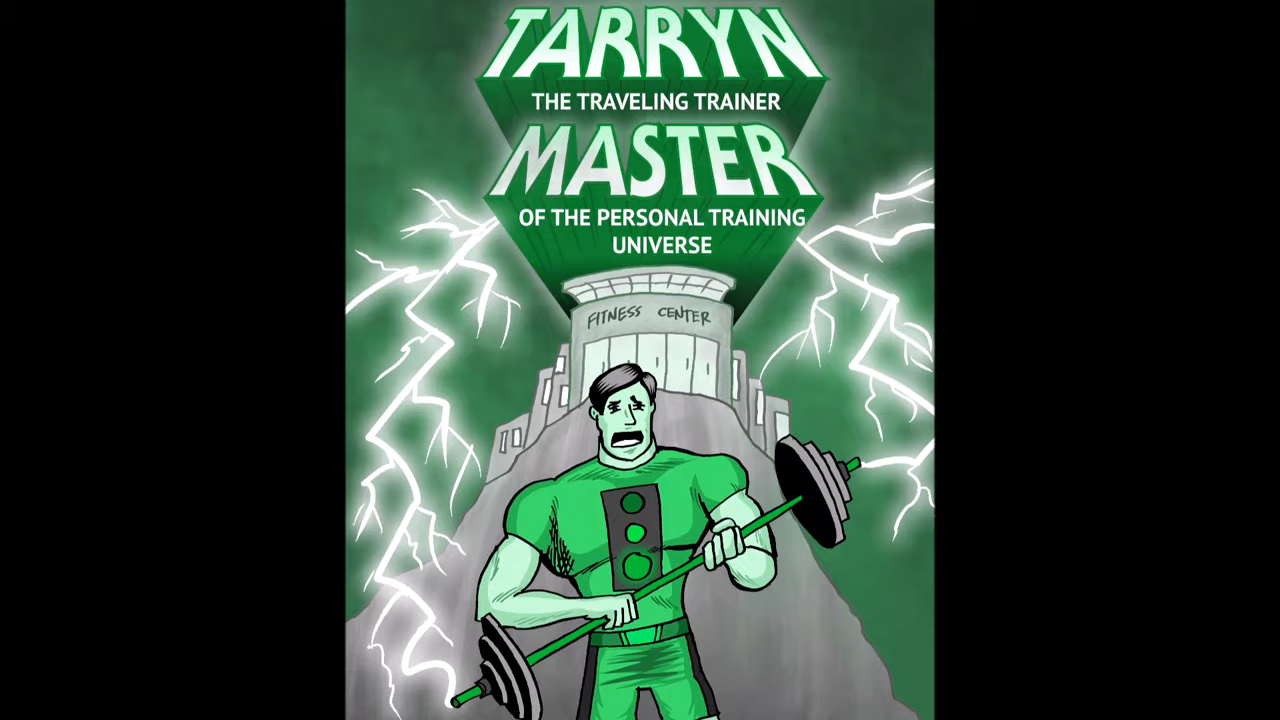 TARRYN
THE TRAVELING TRAINER
MASTER
OF THE PERSONAL TRAINING
UNIVERSE
FITNESS CENTER